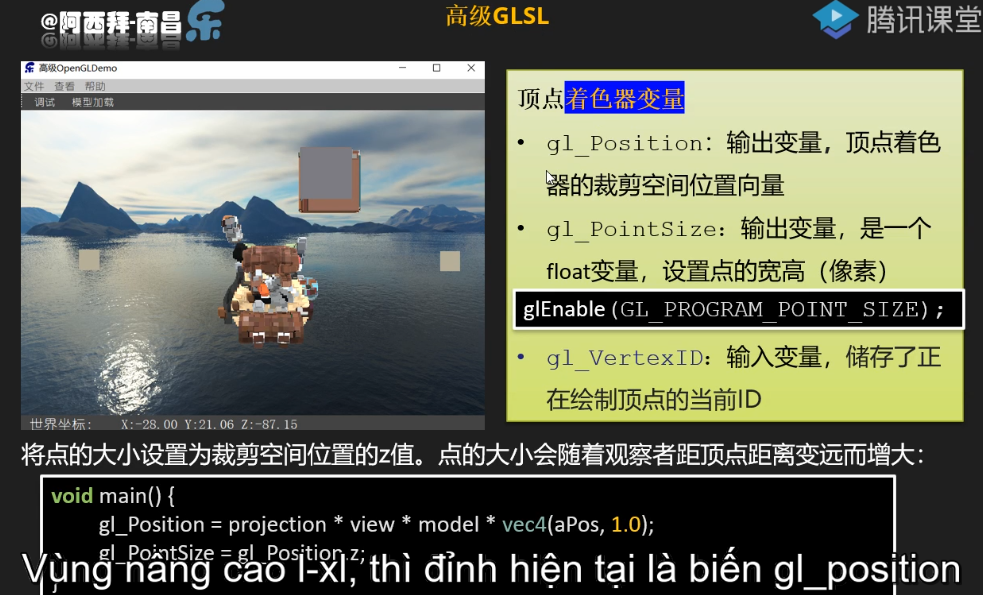 @阿西拜-南昌
乐
高级GLSL
腾讯课堂
乐 高级OpenGLDemo
文件 查看 帮助
调试 模型加载
世界坐标: X:-28.00 Y:21.06 Z:-87.15
顶点着色器变量
• gl_Position：输出变量，顶点着色
器的裁剪空间位置向量
• gl_PointSize：输出变量，是一个
float变量，设置点的宽高（像素）
glEnable(GL_PROGRAM_POINT_SIZE);
• gl_VertexID：输入变量，储存了正
在绘制顶点的当前ID
将点的大小设置为裁剪空间位置的z值。点的大小会随着观察者距顶点距离变远而增大：
void main() {
gl_Position = projection * view * model * vec4(aPos, 1.0);
gl_PointSize = gl_Position.z;
}
Vùng nâng cao l-xl, thì đỉnh hiện tại là biến gl_position